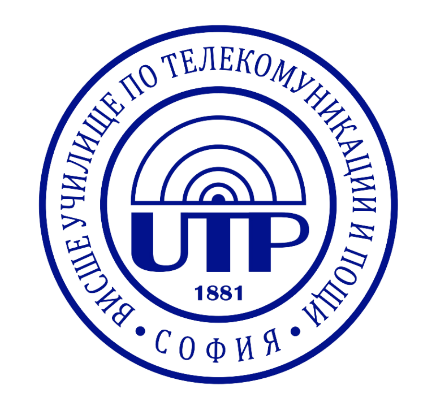 ВИСШЕ УЧИЛИЩЕ ПО ТЕЛЕКОМУНИКАЦИИ И ПОЩИ
UTP
1881
• СОФИЯ •